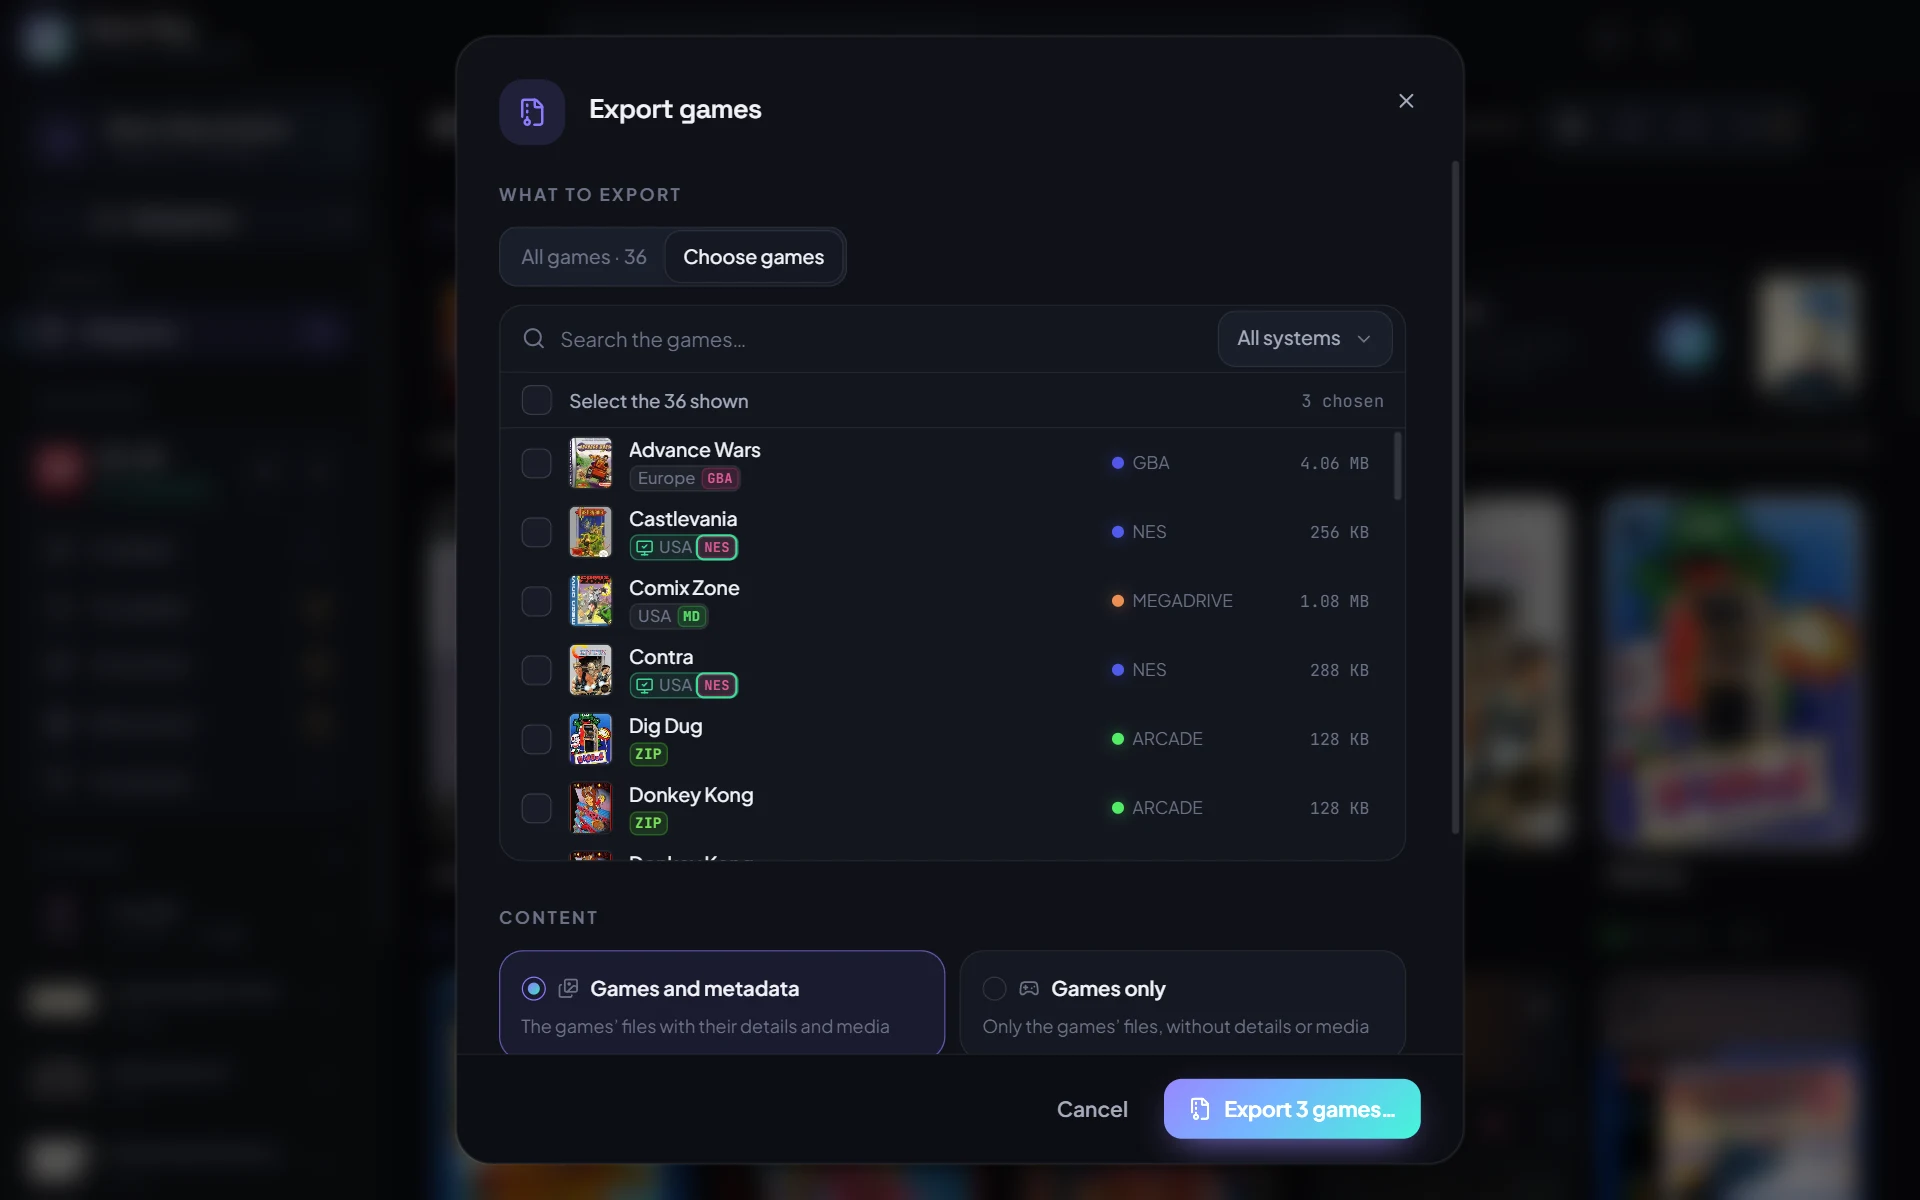 Export games
WHAT TO EXPORT
All games · 36
Choose games
Search the games…
All systems
Select the 36 shown
3 chosen
Advance Wars
Europe GBA
GBA
4.06 MB
Castlevania
USA NES
NES
256 KB
Comix Zone
USA MD
MEGADRIVE
1.08 MB
Contra
USA NES
NES
288 KB
Dig Dug
ZIP
ARCADE
128 KB
Donkey Kong
ZIP
ARCADE
128 KB
CONTENT
Games and metadata
The games’ files with their details and media
Games only
Only the games’ files, without details or media
Cancel
Export 3 games…